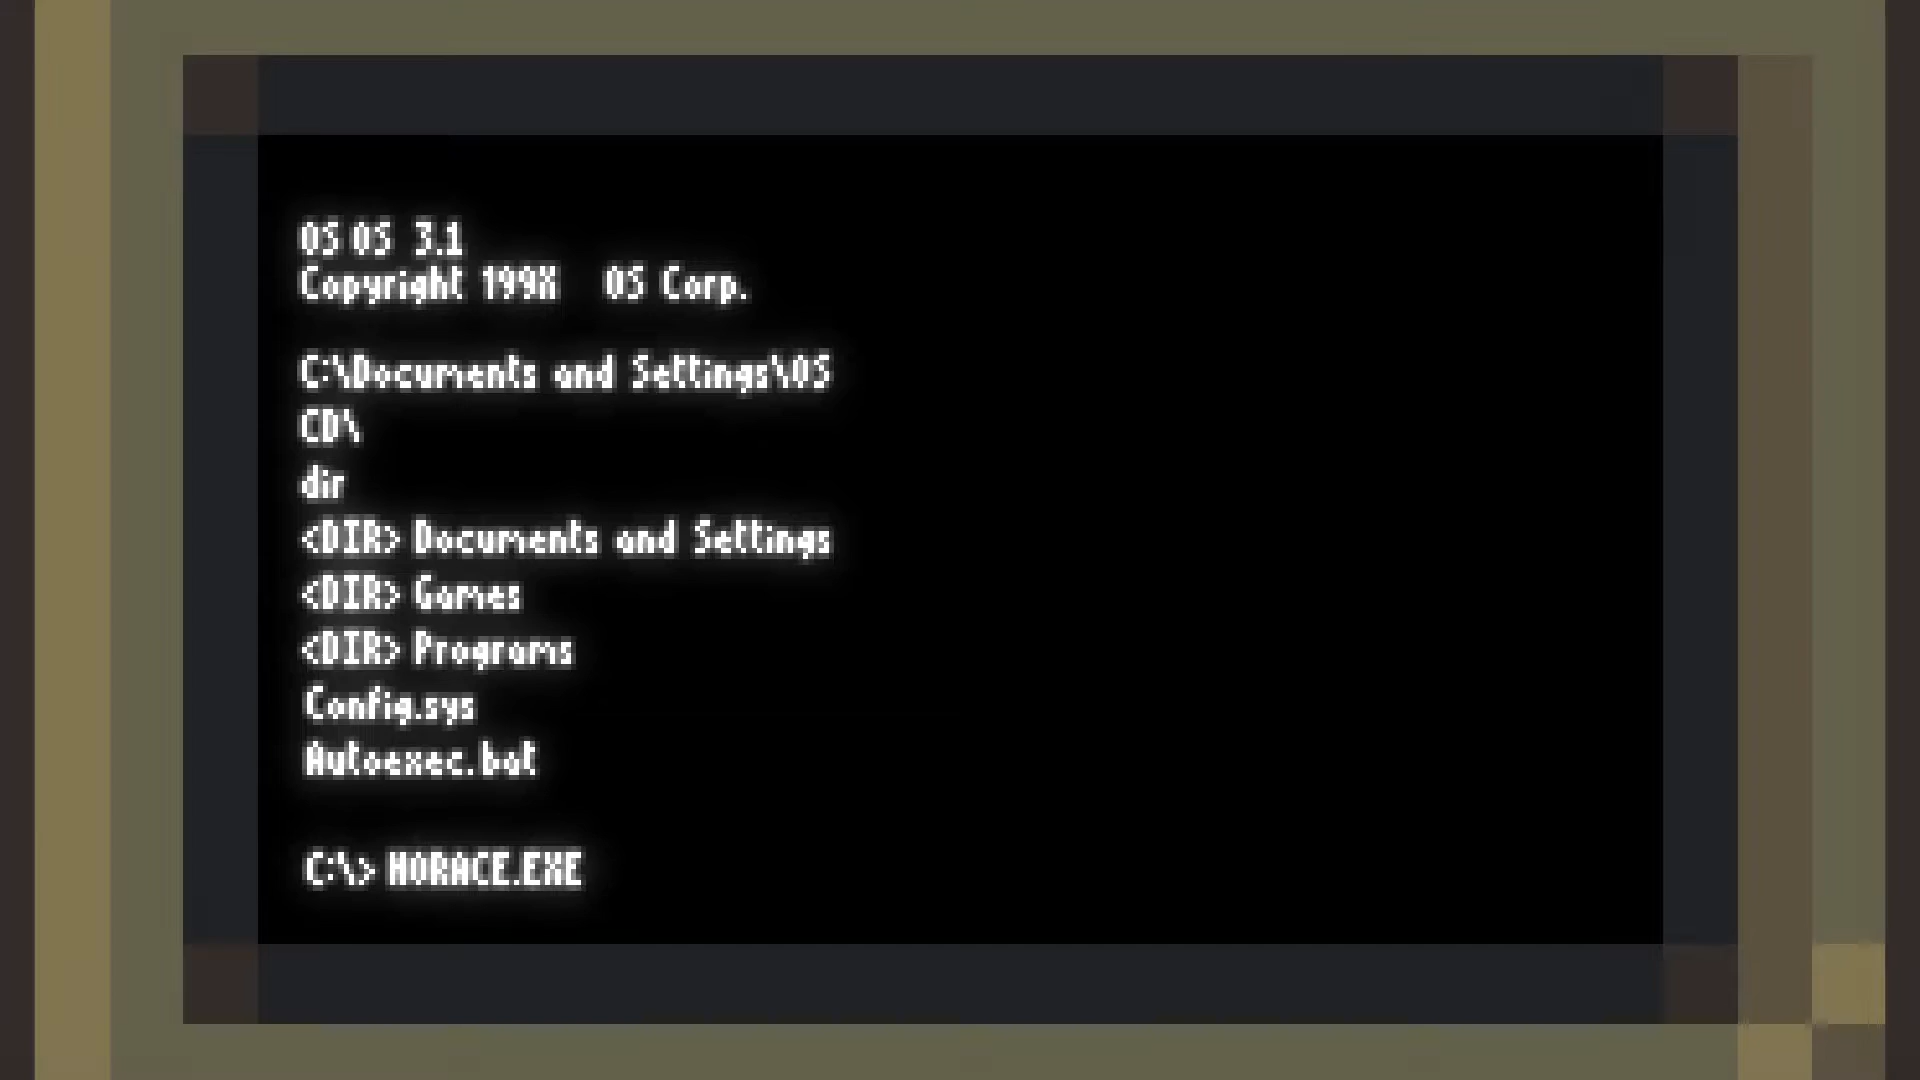 OS OS 3.1
Copyright 199X OS Corp.
C:\Documents and Settings\OS
CD\
dir
<DIR> Documents and Settings
<DIR> Games
<DIR> Programs
Config.sys
Autoexec.bat
C:\> HORACE.EXE